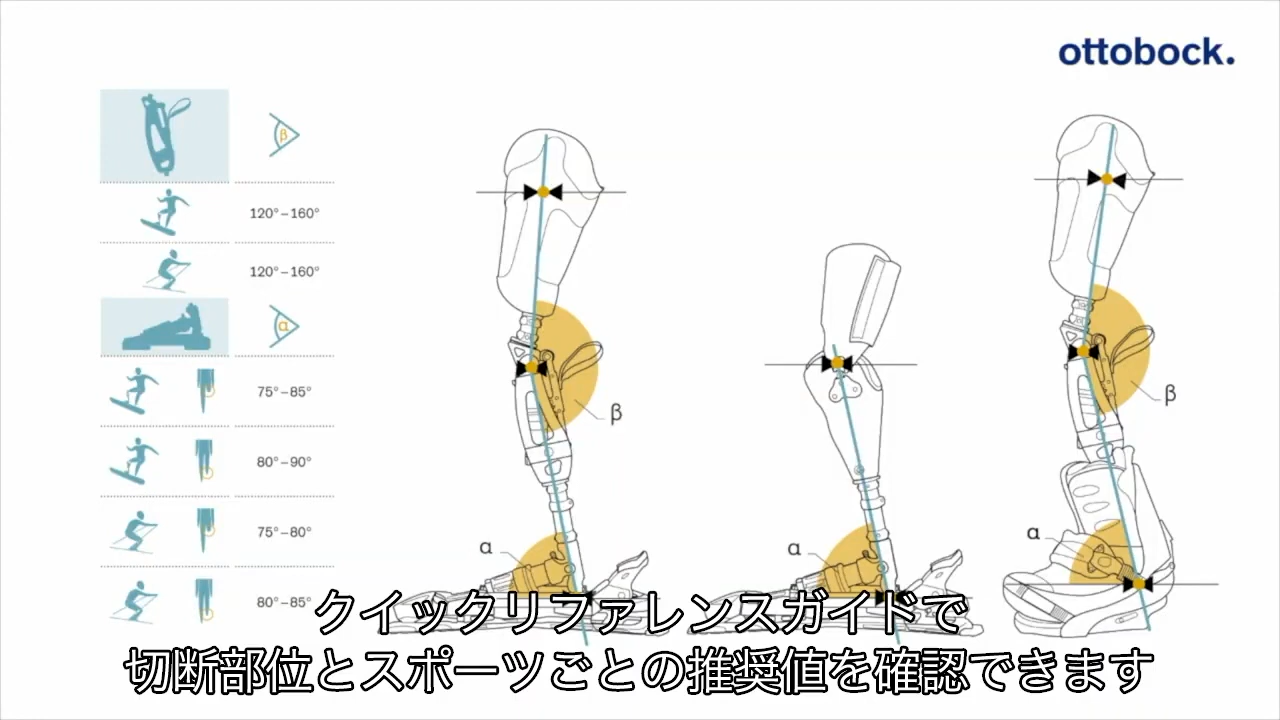 ottobock.
β
120°–160°
120°–160°
α
75°–85°
80°–90°
75°–80°
80°–85°
β
α
α
β
α
クイックリファレンスガイドで
切断部位とスポーツごとの推奨値を確認できます